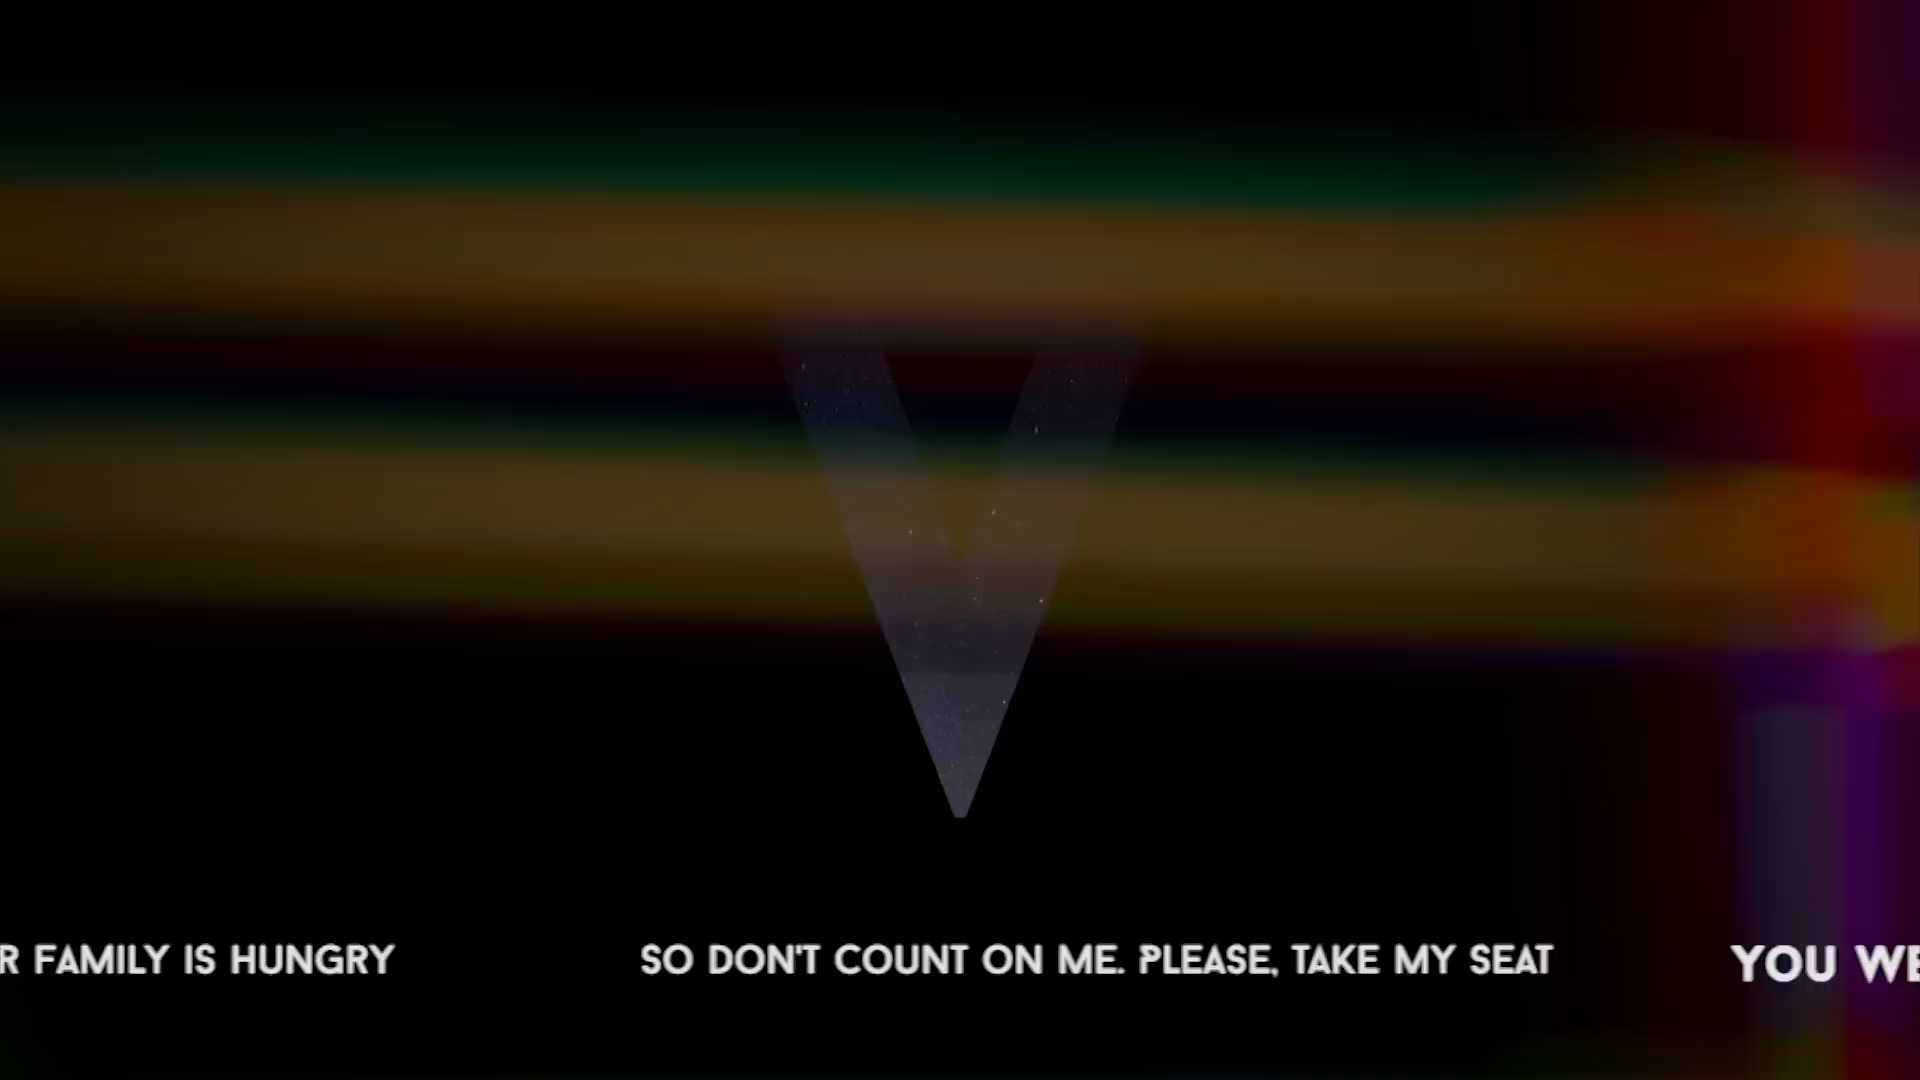 V
R FAMILY IS HUNGRY
SO DON'T COUNT ON ME. PLEASE, TAKE MY SEAT
YOU WE